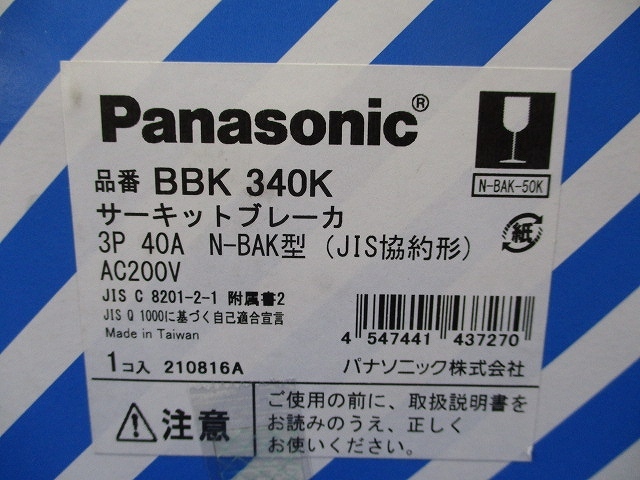 Panasonic®
N-BAK-50K
品番 BBK 340K
サーキットブレーカ
紙
3P 40A N-BAK型 (JIS協約形)
AC200V
JIS C 8201-2-1 附属書2
JIS Q 1000に基づく自己適合宣言
Made in Taiwan
4 547441 437270
1コ入 210816A
パナソニック株式会社
注意
ご使用の前に、取扱説明書を
お読みのうえ、正しく
お使いください。